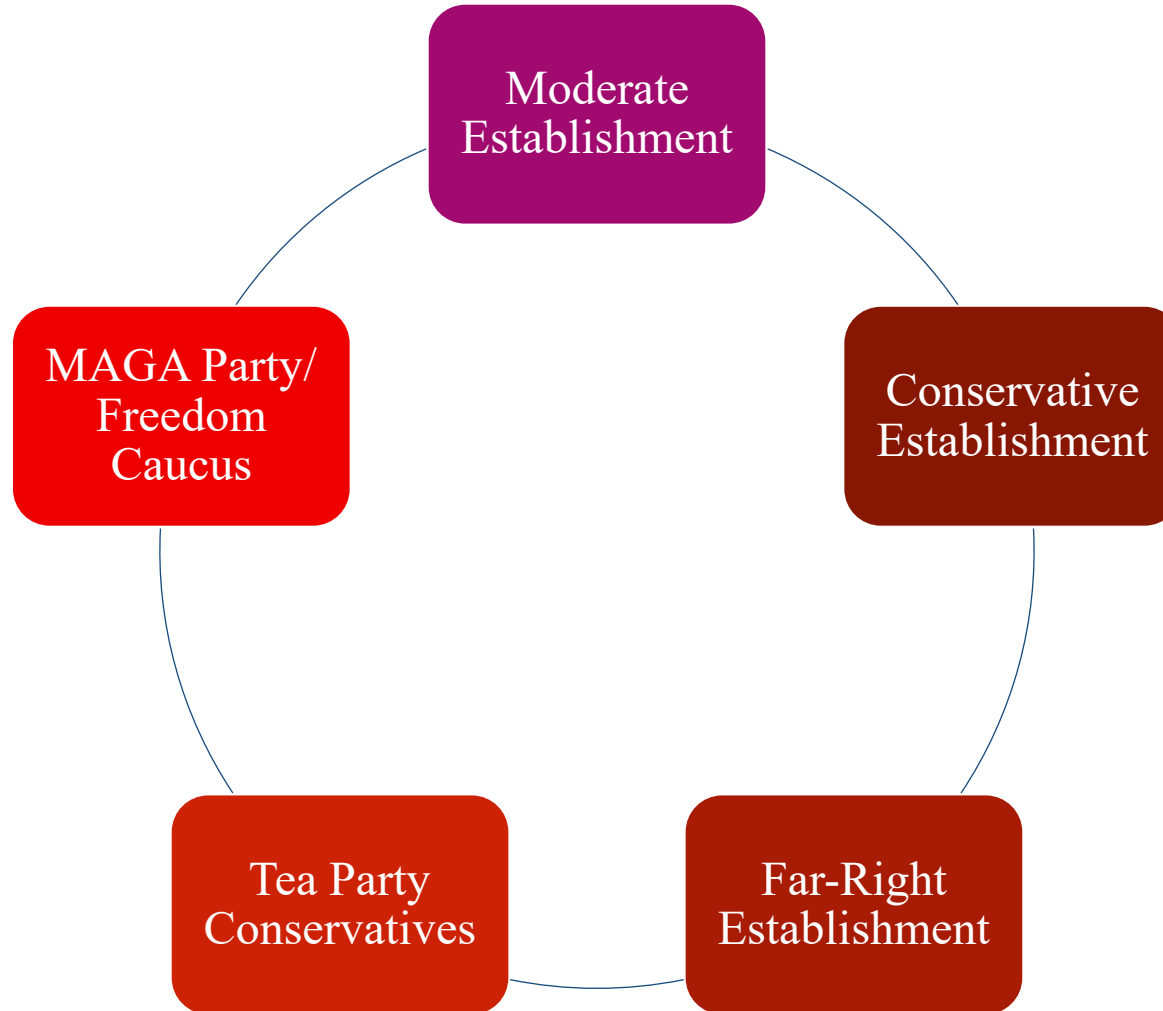 Moderate
Establishment
Conservative
Establishment
Far-Right
Establishment
Tea Party
Conservatives
MAGA Party/
Freedom
Caucus